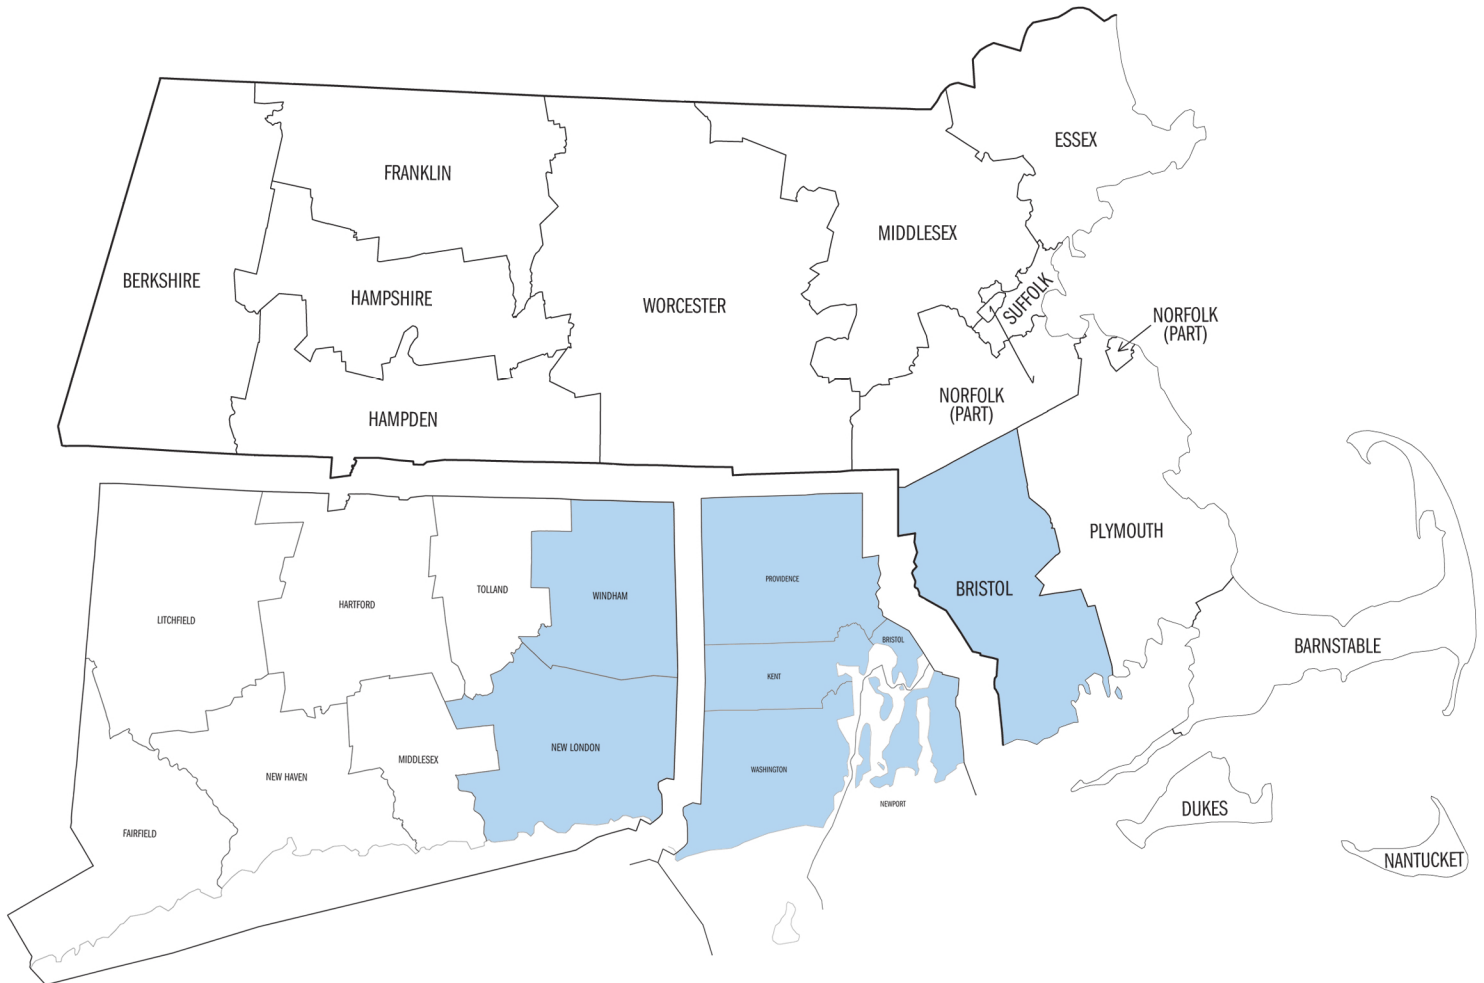 ESSEX
FRANKLIN
MIDDLESEX
BERKSHIRE
HAMPSHIRE
WORCESTER
SUFFOLK
NORFOLK
(PART)
NORFOLK
(PART)
HAMPDEN
PLYMOUTH
BRISTOL
BARNSTABLE
DUKES
NANTUCKET
LITCHFIELD
HARTFORD
TOLLAND
WINDHAM
PROVIDENCE
BRISTOL
KENT
NEW LONDON
MIDDLESEX
NEW HAVEN
WASHINGTON
NEWPORT
FAIRFIELD